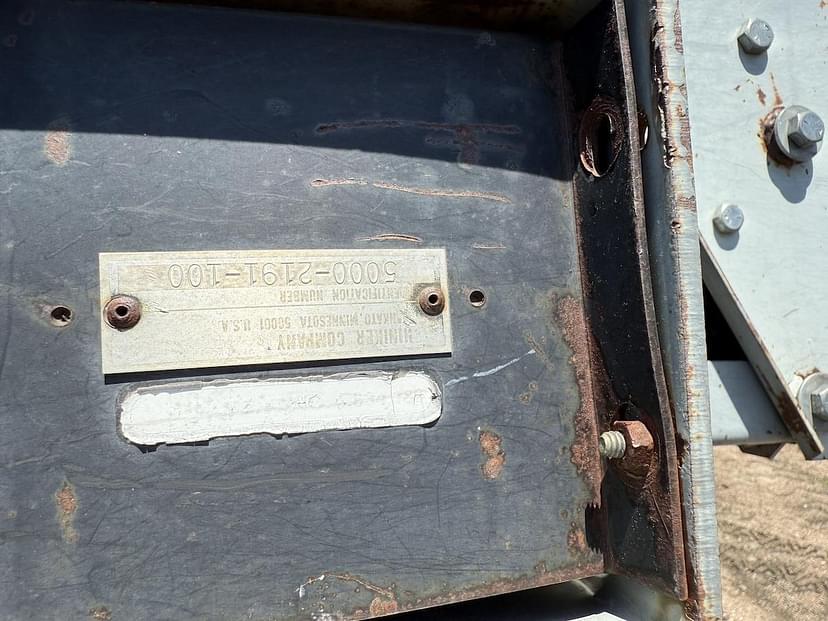 HINIKER COMPANY
MANKATO, MINNESOTA 56001 U.S.A.
IDENTIFICATION NUMBER
5000-2191-100